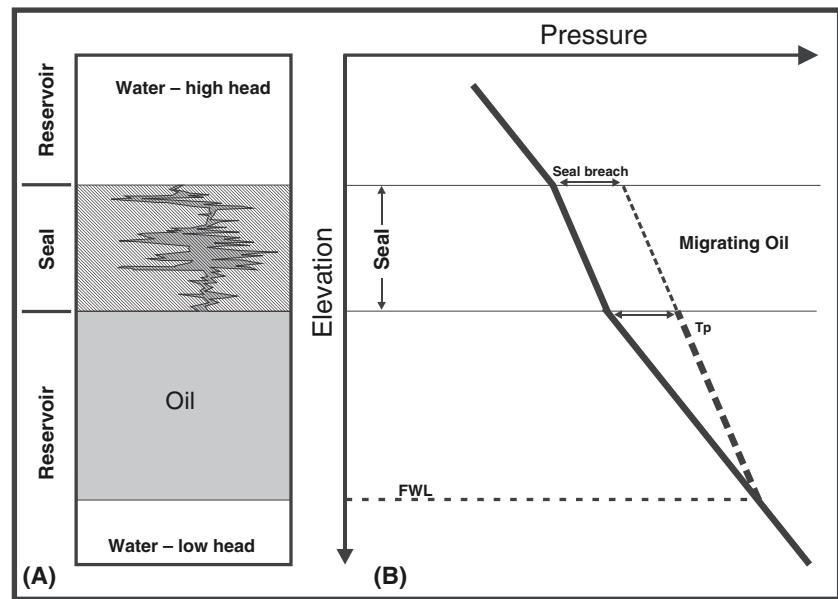 Reservoir
Seal
Reservoir
Water – high head
Oil
Water – low head
(A)
Pressure
Elevation
Seal
Seal breach
Migrating Oil
Tp
FWL
(B)